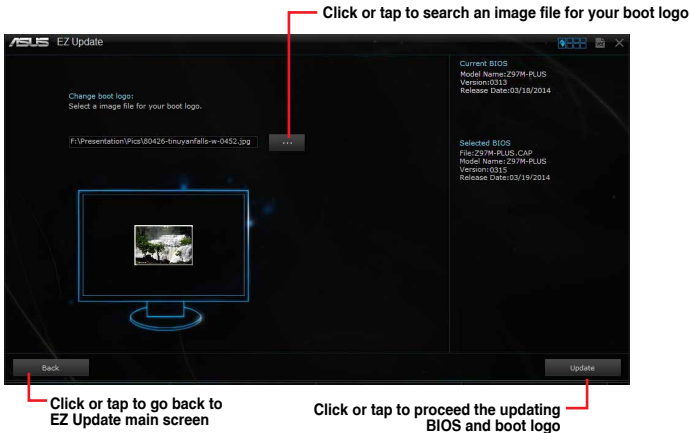 Click or tap to search an image file for your boot logo
ASUS EZ Update
Change boot logo:
Select a image file for your boot logo.
F:\Presentation\Pics\80426-tinuyanfalls-w-0452.jpg
...
Current BIOS
Model Name:Z97M-PLUS
Version:0313
Release Date:03/18/2014
Selected BIOS
File:Z97M-PLUS.CAP
Model Name:Z97M-PLUS
Version:0315
Release Date:03/19/2014
Back
Update
Click or tap to go back to
EZ Update main screen
Click or tap to proceed the updating
BIOS and boot logo